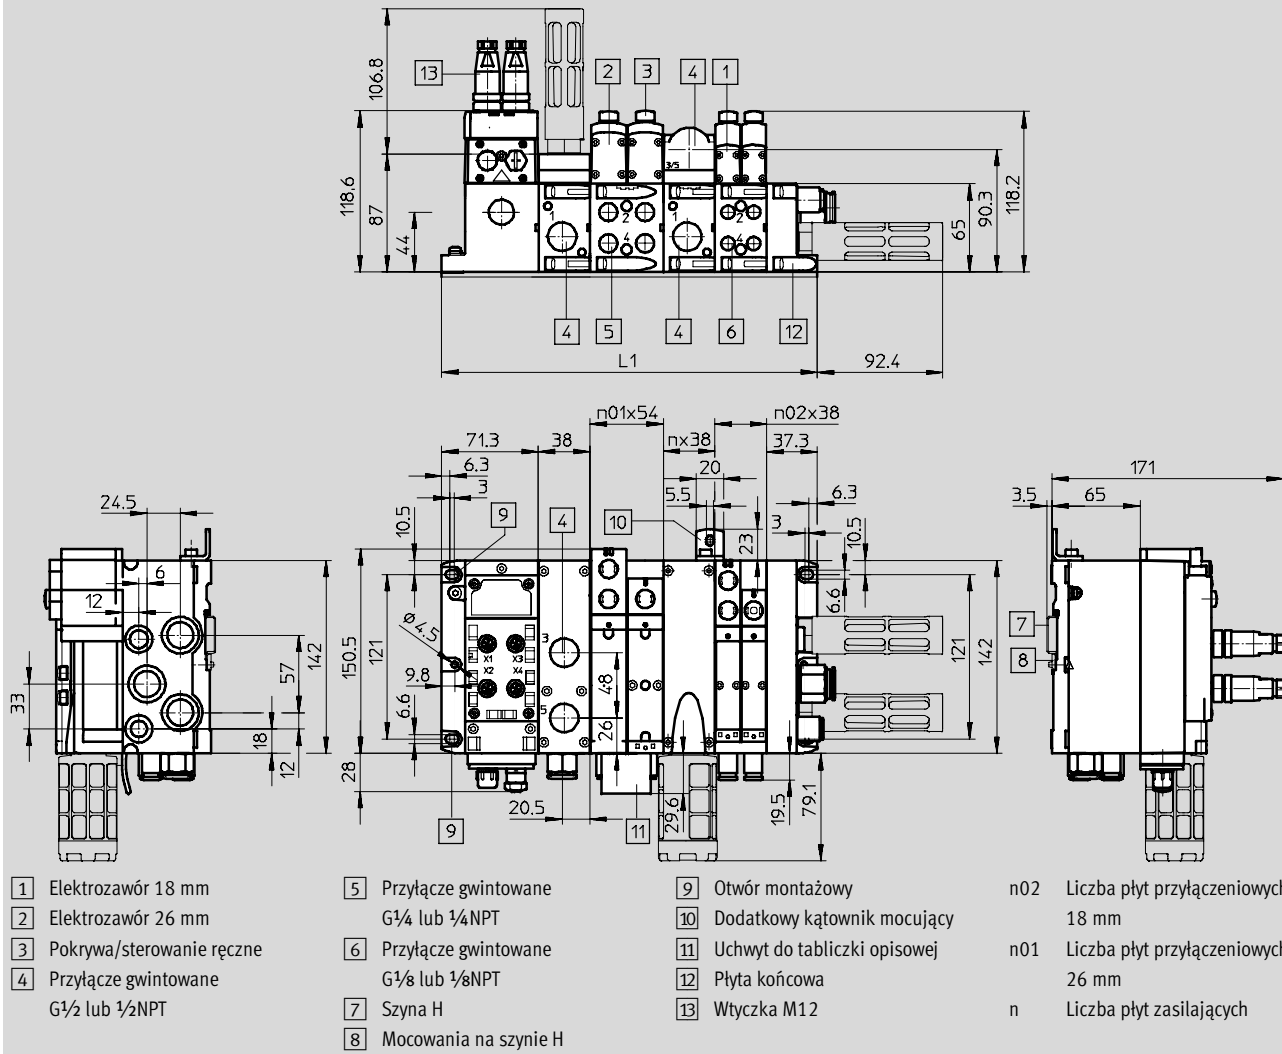 13
2
3
4
1
106.8
118.6
87
44
3/5
1
2
4
1
2
4
65
90.3
118.2
4
5
4
6
12
L1
92.4
n01x54
n02x38
71.3
38
nx38
37.3
6.3
3
20
5.5
6.3
3
171
3.5
65
24.5
10.5
9
4
10
23
10.5
6
12
6.6
142
150.5
121
ø4.5
X1
X3
X2
X4
3
5
9.8
48
26
121
142
7
8
33
57
18
12
6.6
28
20.5
29.6
19.5
79.1
9
11
1 Elektrozawór 18 mm
2 Elektrozawór 26 mm
3 Pokrywa/sterowanie ręczne
4 Przyłącze gwintowane
G½ lub ½NPT
5 Przyłącze gwintowane
G¼ lub ¼NPT
6 Przyłącze gwintowane
G⅛ lub ⅛NPT
7 Szyna H
8 Mocowania na szynie H
9 Otwór montażowy
10 Dodatkowy kątownik mocujący
11 Uchwyt do tabliczki opisowej
12 Płyta końcowa
13 Wtyczka M12
n02 Liczba płyt przyłączeniowych
18 mm
n01 Liczba płyt przyłączeniowych
26 mm
n Liczba płyt zasilających